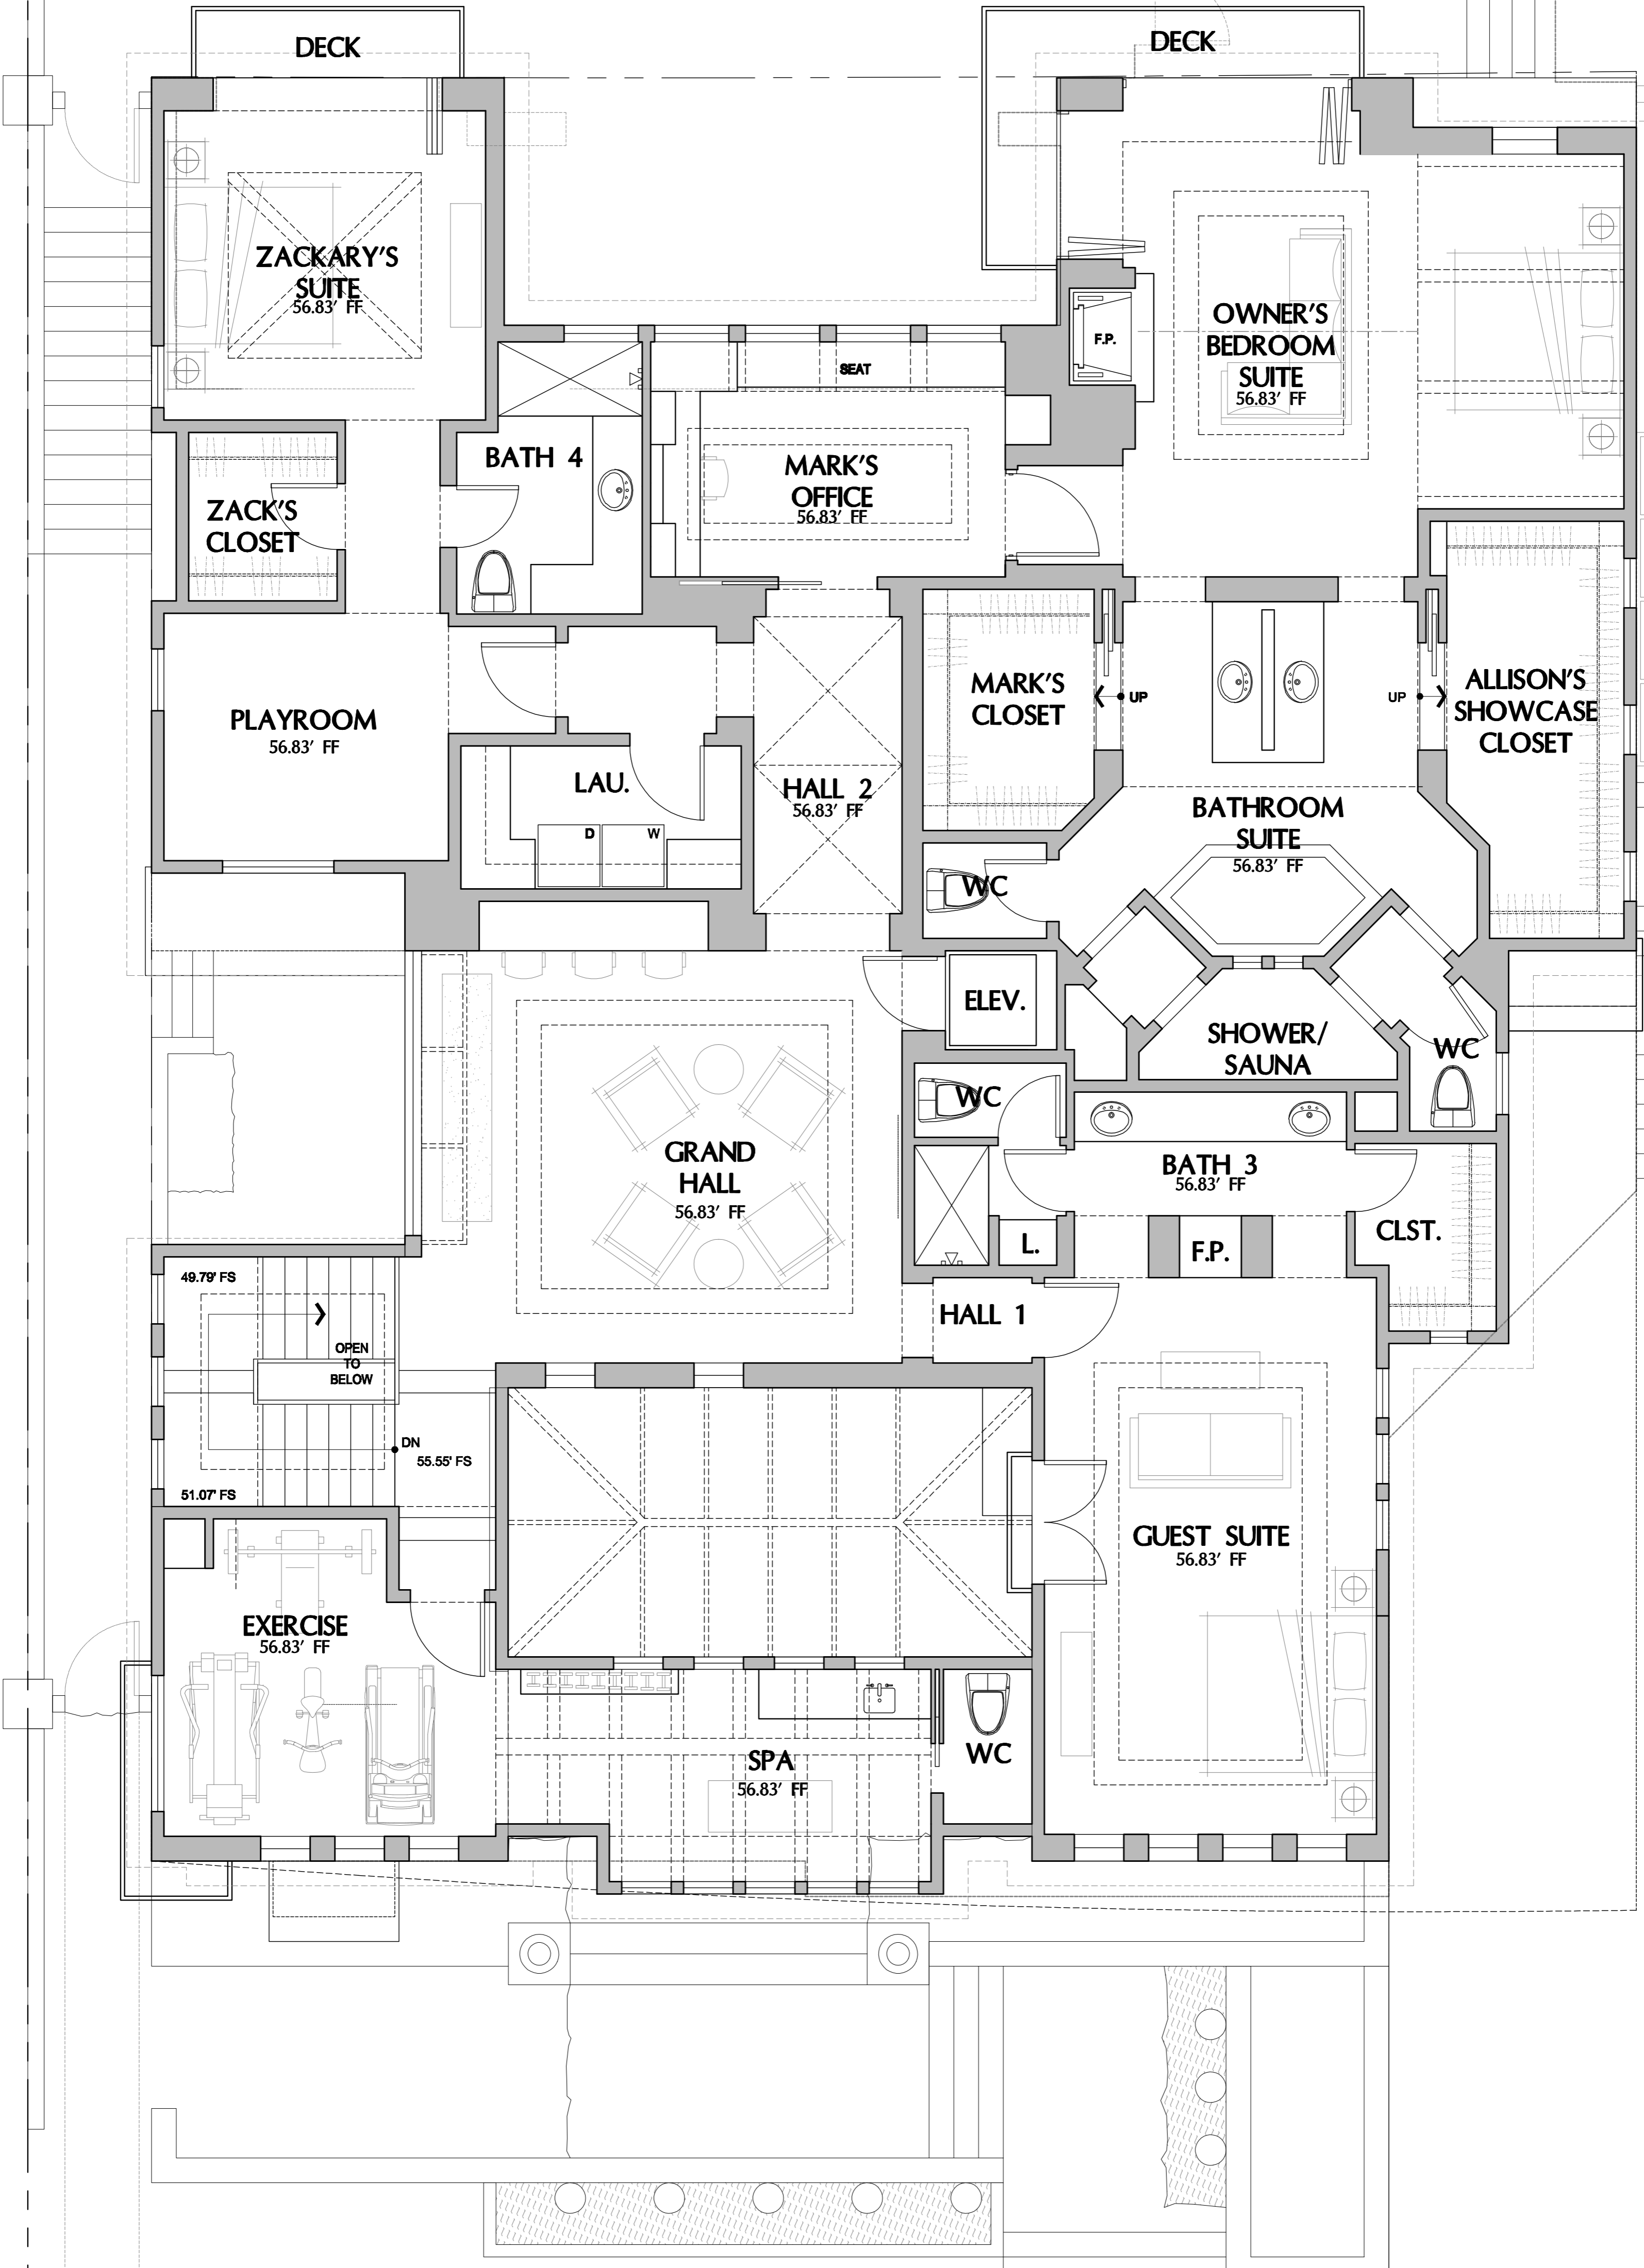 DECK
DECK
ZACKARY'S
SUITE
56.83' FF
OWNER'S
BEDROOM
SUITE
56.83' FF
F.P.
SEAT
BATH 4
MARK'S
OFFICE
56.83' FF
ZACK'S
CLOSET
MARK'S
CLOSET
UP
UP
ALLISON'S
SHOWCASE
CLOSET
PLAYROOM
56.83' FF
LAU.
D
W
HALL 2
56.83' FF
BATHROOM
SUITE
56.83' FF
WC
ELEV.
SHOWER/
SAUNA
WC
WC
GRAND
HALL
56.83' FF
BATH 3
56.83' FF
L.
F.P.
CLST.
49.79' FS
HALL 1
OPEN
TO
BELOW
DN
55.55' FS
51.07' FS
GUEST SUITE
56.83' FF
EXERCISE
56.83' FF
SPA
56.83' FF
WC